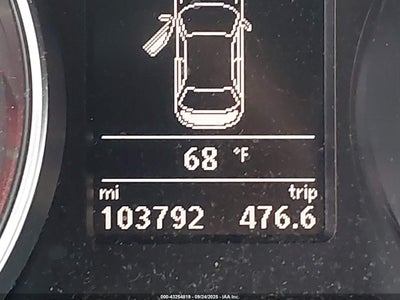 68 °F
mi trip
103792 476.6
000-43254819 - 09/24/2025 - IAA Inc.